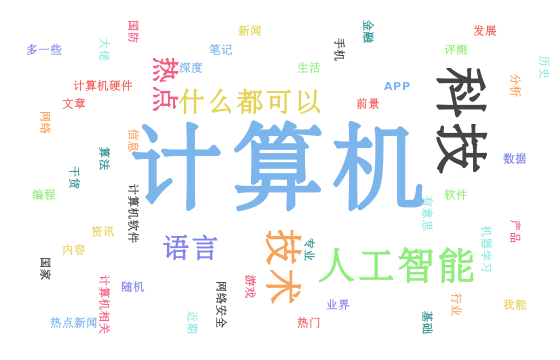 国防
新闻
金融
发展
多一些
大佬
笔记
手机
评测
历史
热点
深度
生活
科技
计算机硬件
APP
分析
文章
什么都可以
前景
网络
信息
计算机
算法
数据
干货
编程
计算机软件
软件
有意思
资讯
语言
技术
专业
产品
机器学习
内容
人工智能
国家
计算机相关
随机
网络安全
游戏
业界
行业
我能
热点新闻
近期
热门
基础